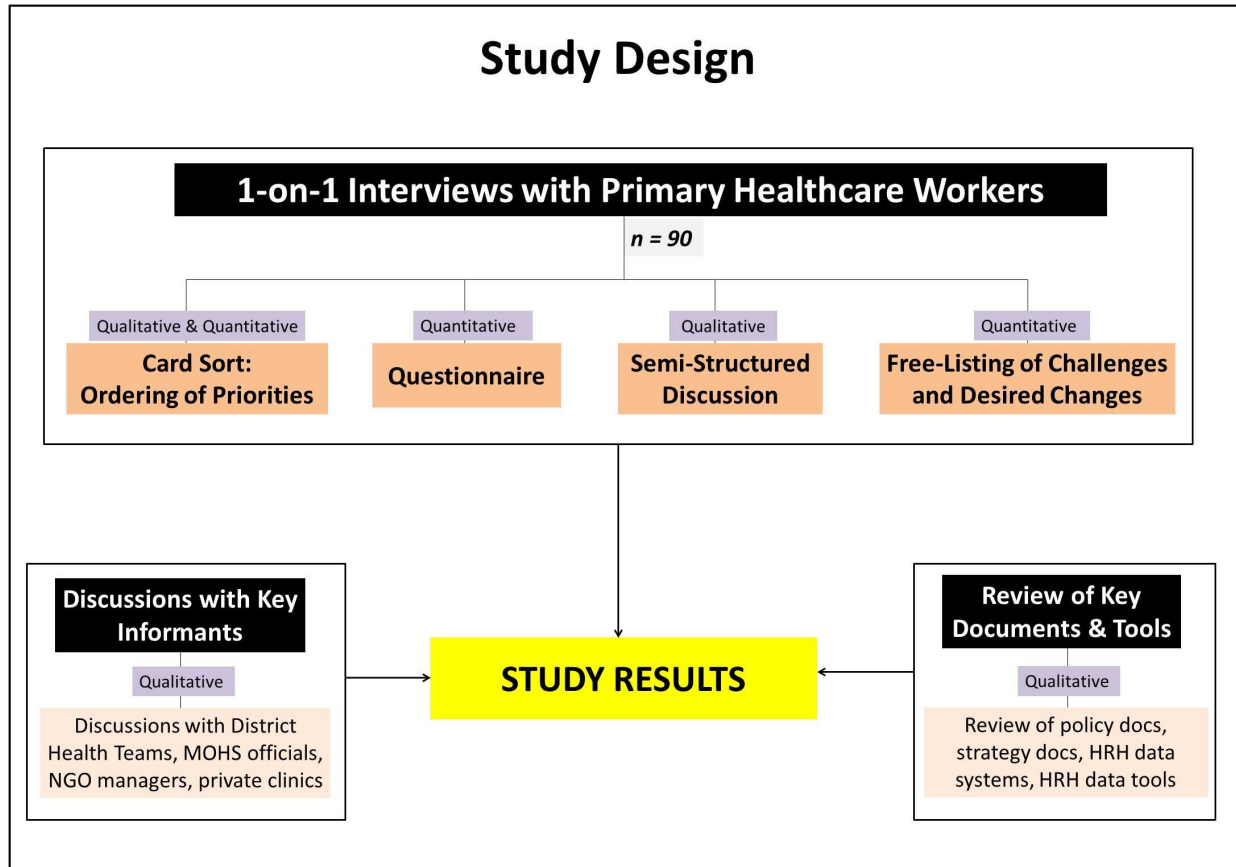 Study Design
1-on-1 Interviews with Primary Healthcare Workers
n = 90
Qualitative & Quantitative
Card Sort:
Ordering of Priorities
Quantitative
Questionnaire
Qualitative
Semi-Structured
Discussion
Quantitative
Free-Listing of Challenges
and Desired Changes
Discussions with Key
Informants
Qualitative
Discussions with District
Health Teams, MOHS officials,
NGO managers, private clinics
STUDY RESULTS
Review of Key
Documents & Tools
Qualitative
Review of policy docs,
strategy docs, HRH data
systems, HRH data tools